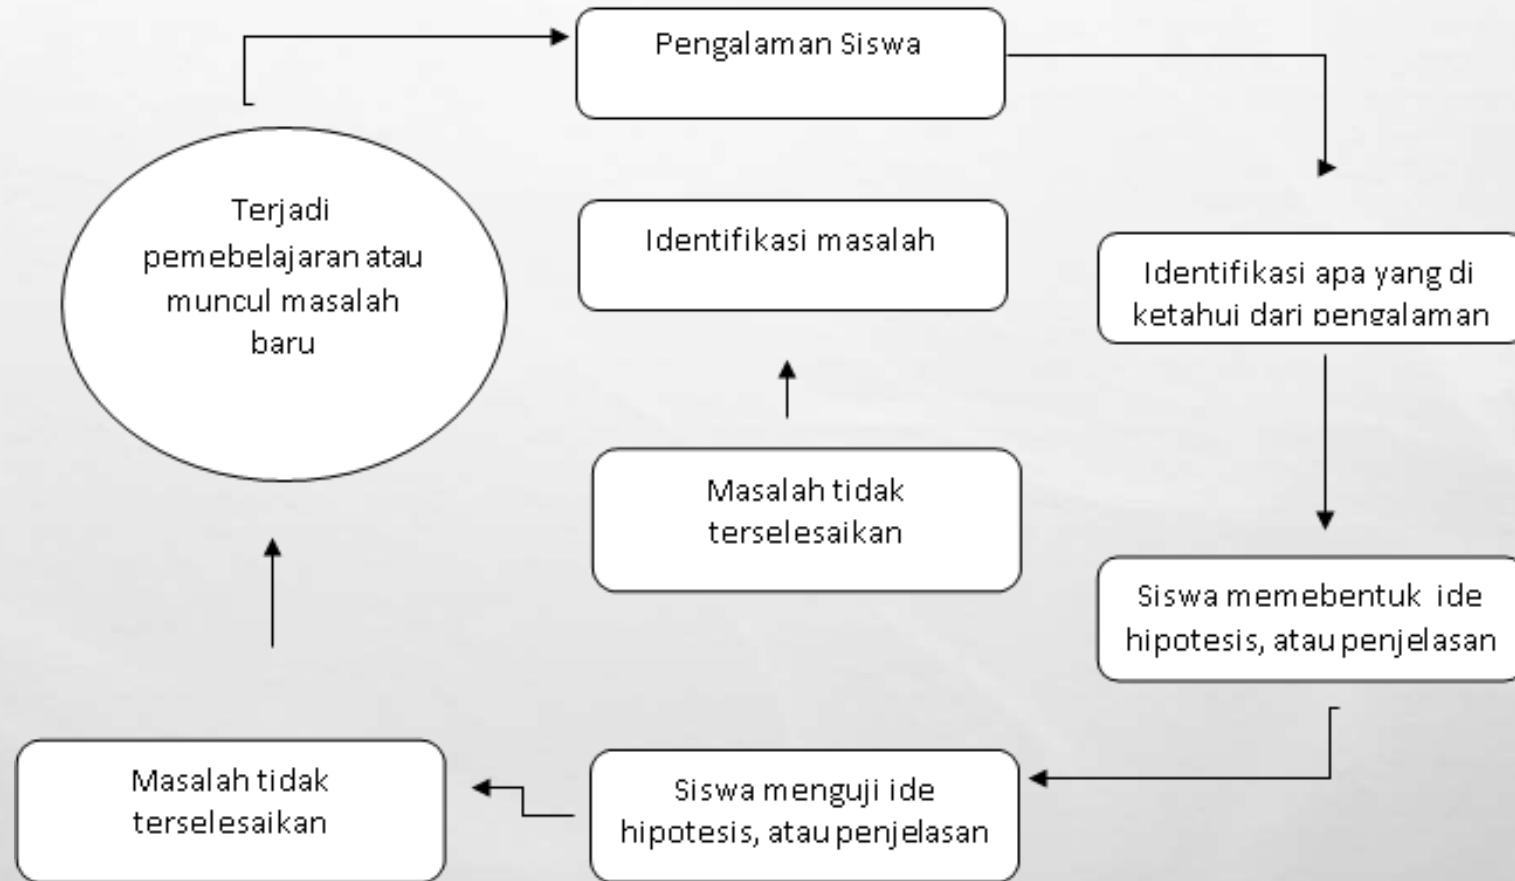 Pengalaman Siswa
Terjadi
pemebelajaran atau
muncul masalah
baru
Identifikasi masalah
Identifikasi apa yang di
ketahui dari pengalaman
Masalah tidak
terselesaikan
Siswa memebentuk ide
hipotesis, atau penjelasan
Masalah tidak
terselesaikan
Siswa menguji ide
hipotesis, atau penjelasan